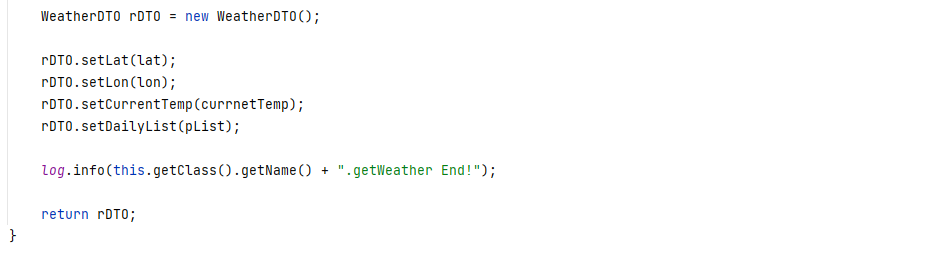 WeatherDTO rDTO = new WeatherDTO();
rDTO.setLat(lat);
rDTO.setLon(lon);
rDTO.setCurrentTemp(currnetTemp);
rDTO.setDailyList(pList);
log.info(this.getClass().getName() + ".getWeather End!");
return rDTO;
}